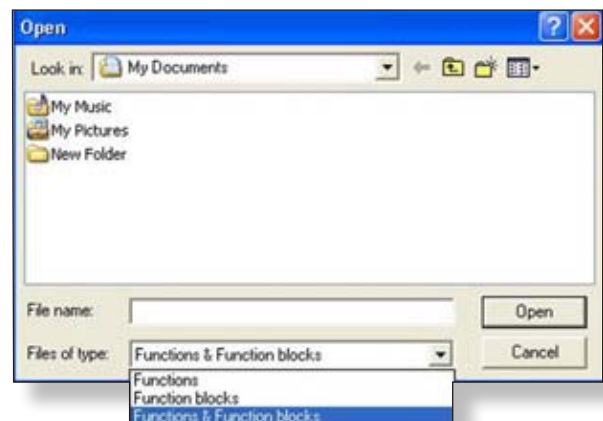 Open
Look in: My Documents
My Music
My Pictures
New Folder
File name: Open
Files of type: Functions & Function blocks Cancel
Functions
Function blocks
Functions & Function blocks